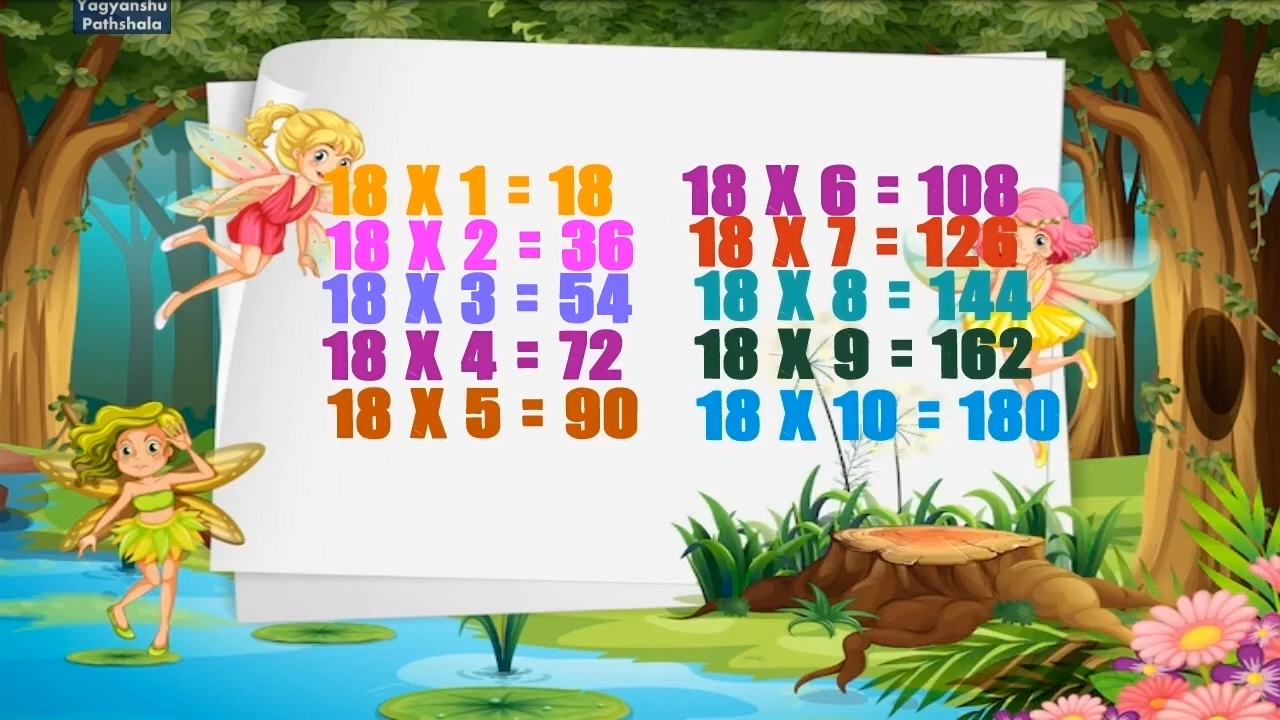 Yagyanshu
Pathshala
18 X 1 = 18
18 X 2 = 36
18 X 3 = 54
18 X 4 = 72
18 X 5 = 90
18 X 6 = 108
18 X 7 = 126
18 X 8 = 144
18 X 9 = 162
18 X 10 = 180